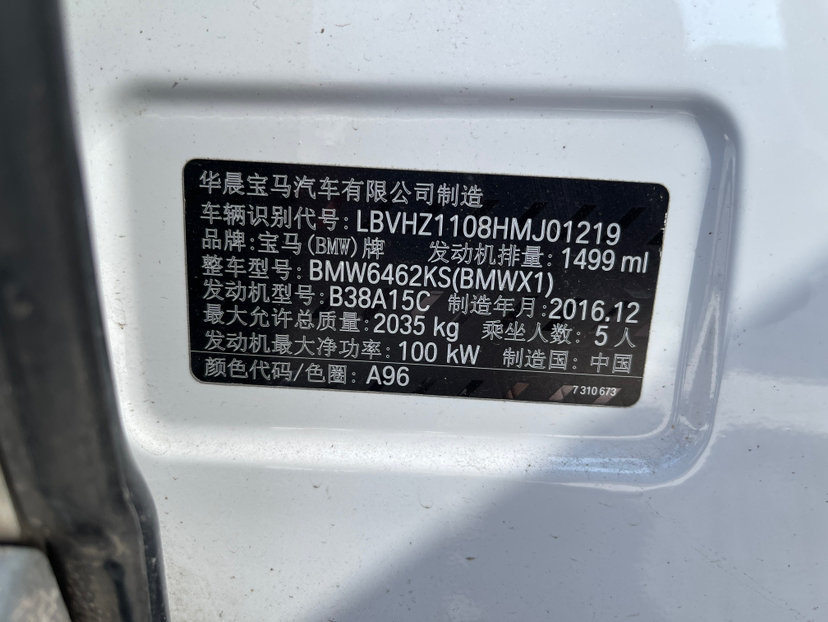 华晨宝马汽车有限公司制造
车辆识别代号: LBVHZ1108HMJ01219
品牌: 宝马(BMW)牌 发动机排量: 1499 ml
整车型号: BMW6462KS(BMWX1)
发动机型号: B38A15C 制造年月: 2016.12
最大允许总质量: 2035 kg 乘坐人数: 5 人
发动机最大净功率: 100 kW 制造国: 中国
颜色代码/色圈: A96
7 310 673